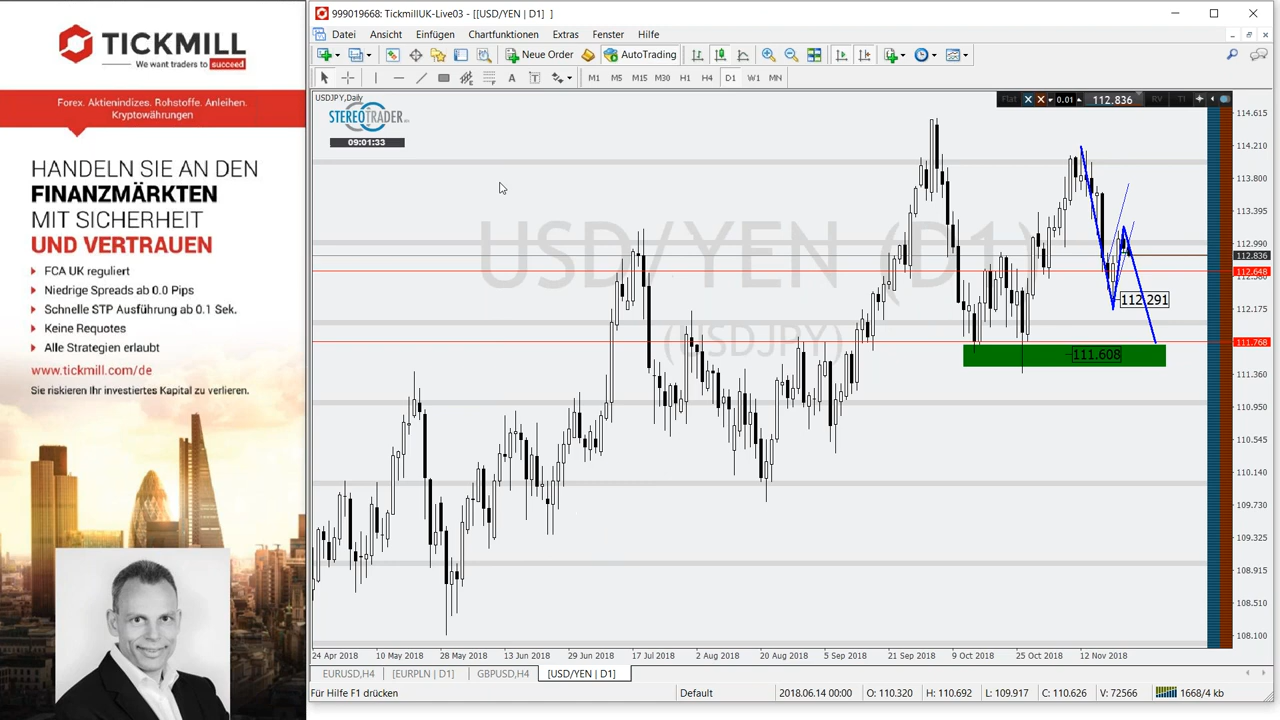 TICKMILL
We want traders to succeed
Forex. Aktienindizes. Rohstoffe. Anleihen.
Kryptowährungen
HANDELN SIE AN DEN
FINANZMÄRKTEN
MIT SICHERHEIT
UND VERTRAUEN
FCA UK reguliert
Niedrige Spreads ab 0.0 Pips
Schnelle STP Ausführung ab 0.1 Sek.
Keine Requotes
Alle Strategien erlaubt
www.tickmill.com/de
Sie riskieren Ihr investiertes Kapital zu verlieren.
999019668: TickmillUK-Live03 - [[USD/YEN | D1] ]
Datei Ansicht Einfügen Chartfunktionen Extras Fenster Hilfe
Neue Order AutoTrading
A T M1 M5 M15 M30 H1 H4 D1 W1 MN
USDJPY,Daily
STEREOTRADER
09:01:33
Flat 0.01 112.836 RV TI
USD/YEN (D1)
(USDJPY)
112.291
111.608
114.615
114.210
113.800
113.395
112.990
112.836
112.648
112.580
112.175
111.768
111.360
110.950
110.545
110.140
109.730
109.325
108.915
108.510
108.100
24 Apr 2018 10 May 2018 28 May 2018 29 Jun 2018 17 Jul 2018 2 Aug 2018 20 Aug 2018 5 Sep 2018 21 Sep 2018 9 Oct 2018 25 Oct 2018 12 Nov 2018
EURUSD,H4 [EURPLN | D1] GBPUSD,H4 [USD/YEN | D1]
Für Hilfe F1 drücken Default 2018.06.14 00:00 O: 110.320 H: 110.692 L: 109.917 C: 110.626 V: 72566 1668/4 kb